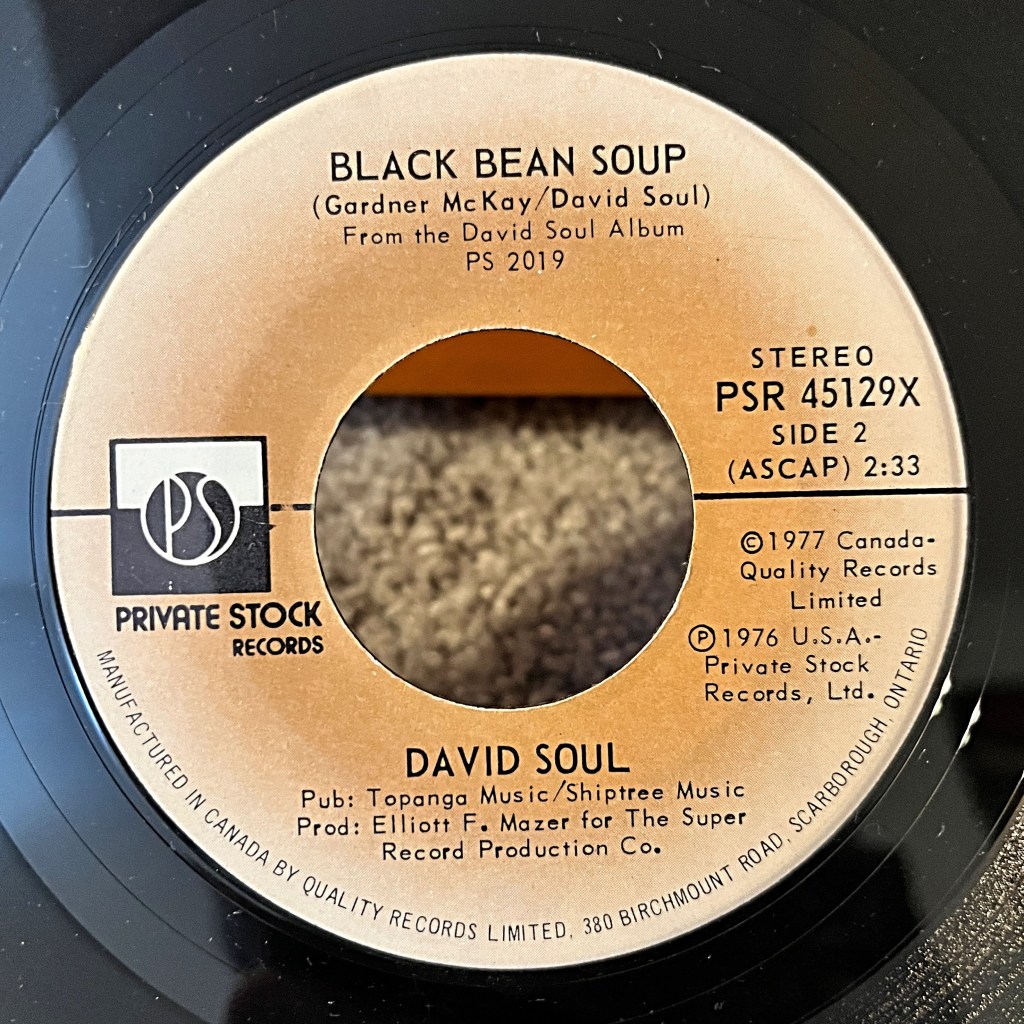 BLACK BEAN SOUP
(Gardner McKay/David Soul)
From the David Soul Album
PS 2019
STEREO
PSR 45129X
SIDE 2
(ASCAP) 2:33
PS
PRIVATE STOCK
RECORDS
©1977 Canada-
Quality Records
Limited
℗1976 U.S.A.-
Private Stock
Records, Ltd.
DAVID SOUL
Pub: Topanga Music/Shiptree Music
Prod: Elliott F. Mazer for The Super
Record Production Co.
MANUFACTURED IN CANADA BY QUALITY RECORDS LIMITED, 380 BIRCHMOUNT ROAD, SCARBOROUGH, ONTARIO